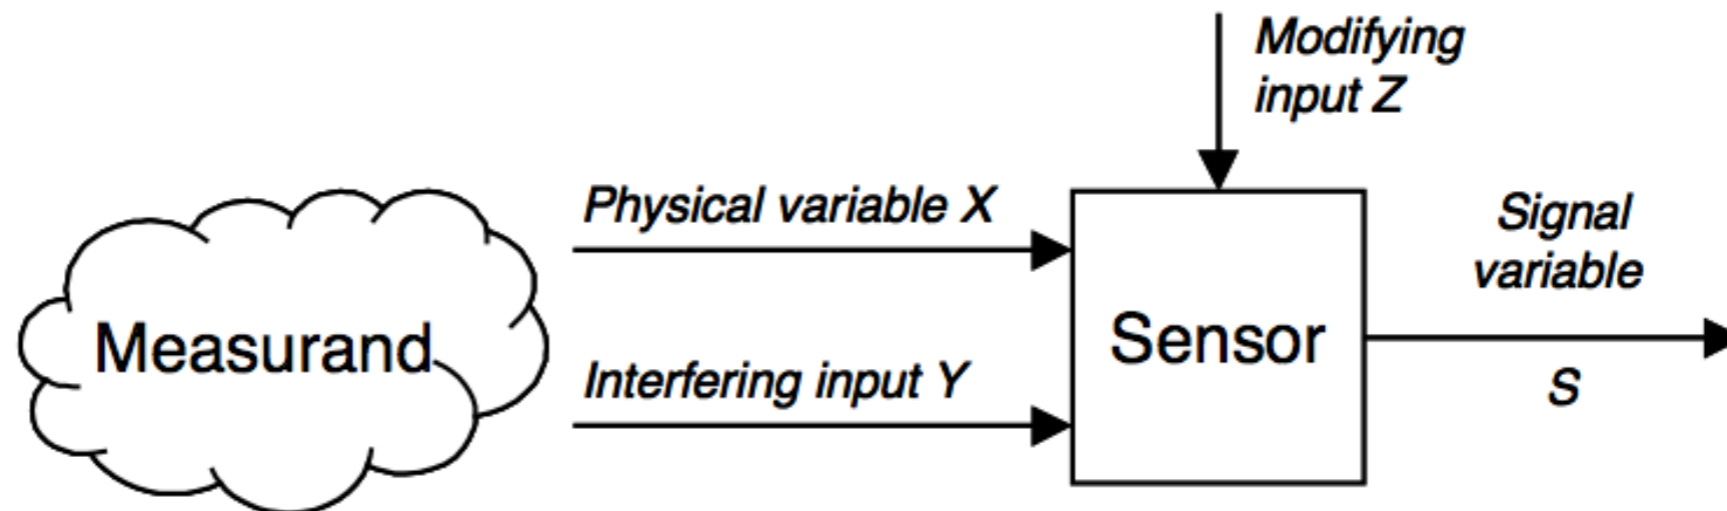 Modifying
input Z
Physical variable X
Signal
variable
Measurand
Sensor
Interfering input Y
S